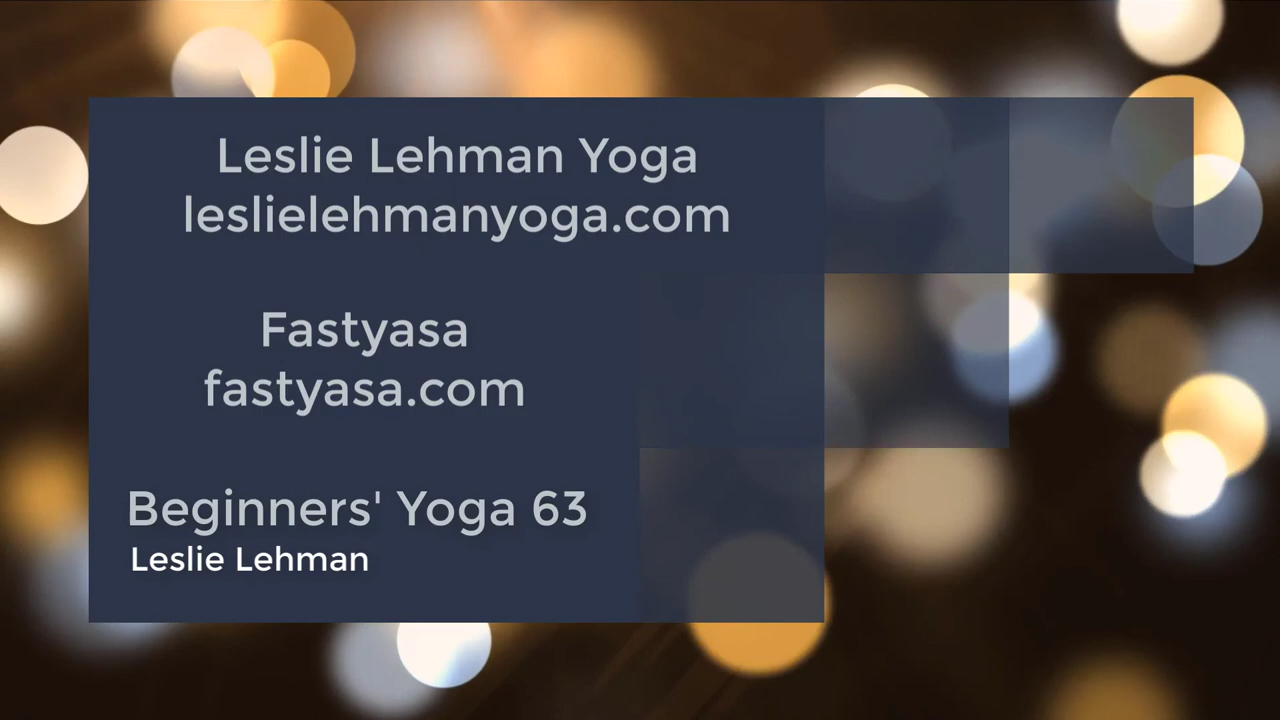 Leslie Lehman Yoga
leslielehmanyoga.com
Fastyasa
fastyasa.com
Beginners' Yoga 63
Leslie Lehman